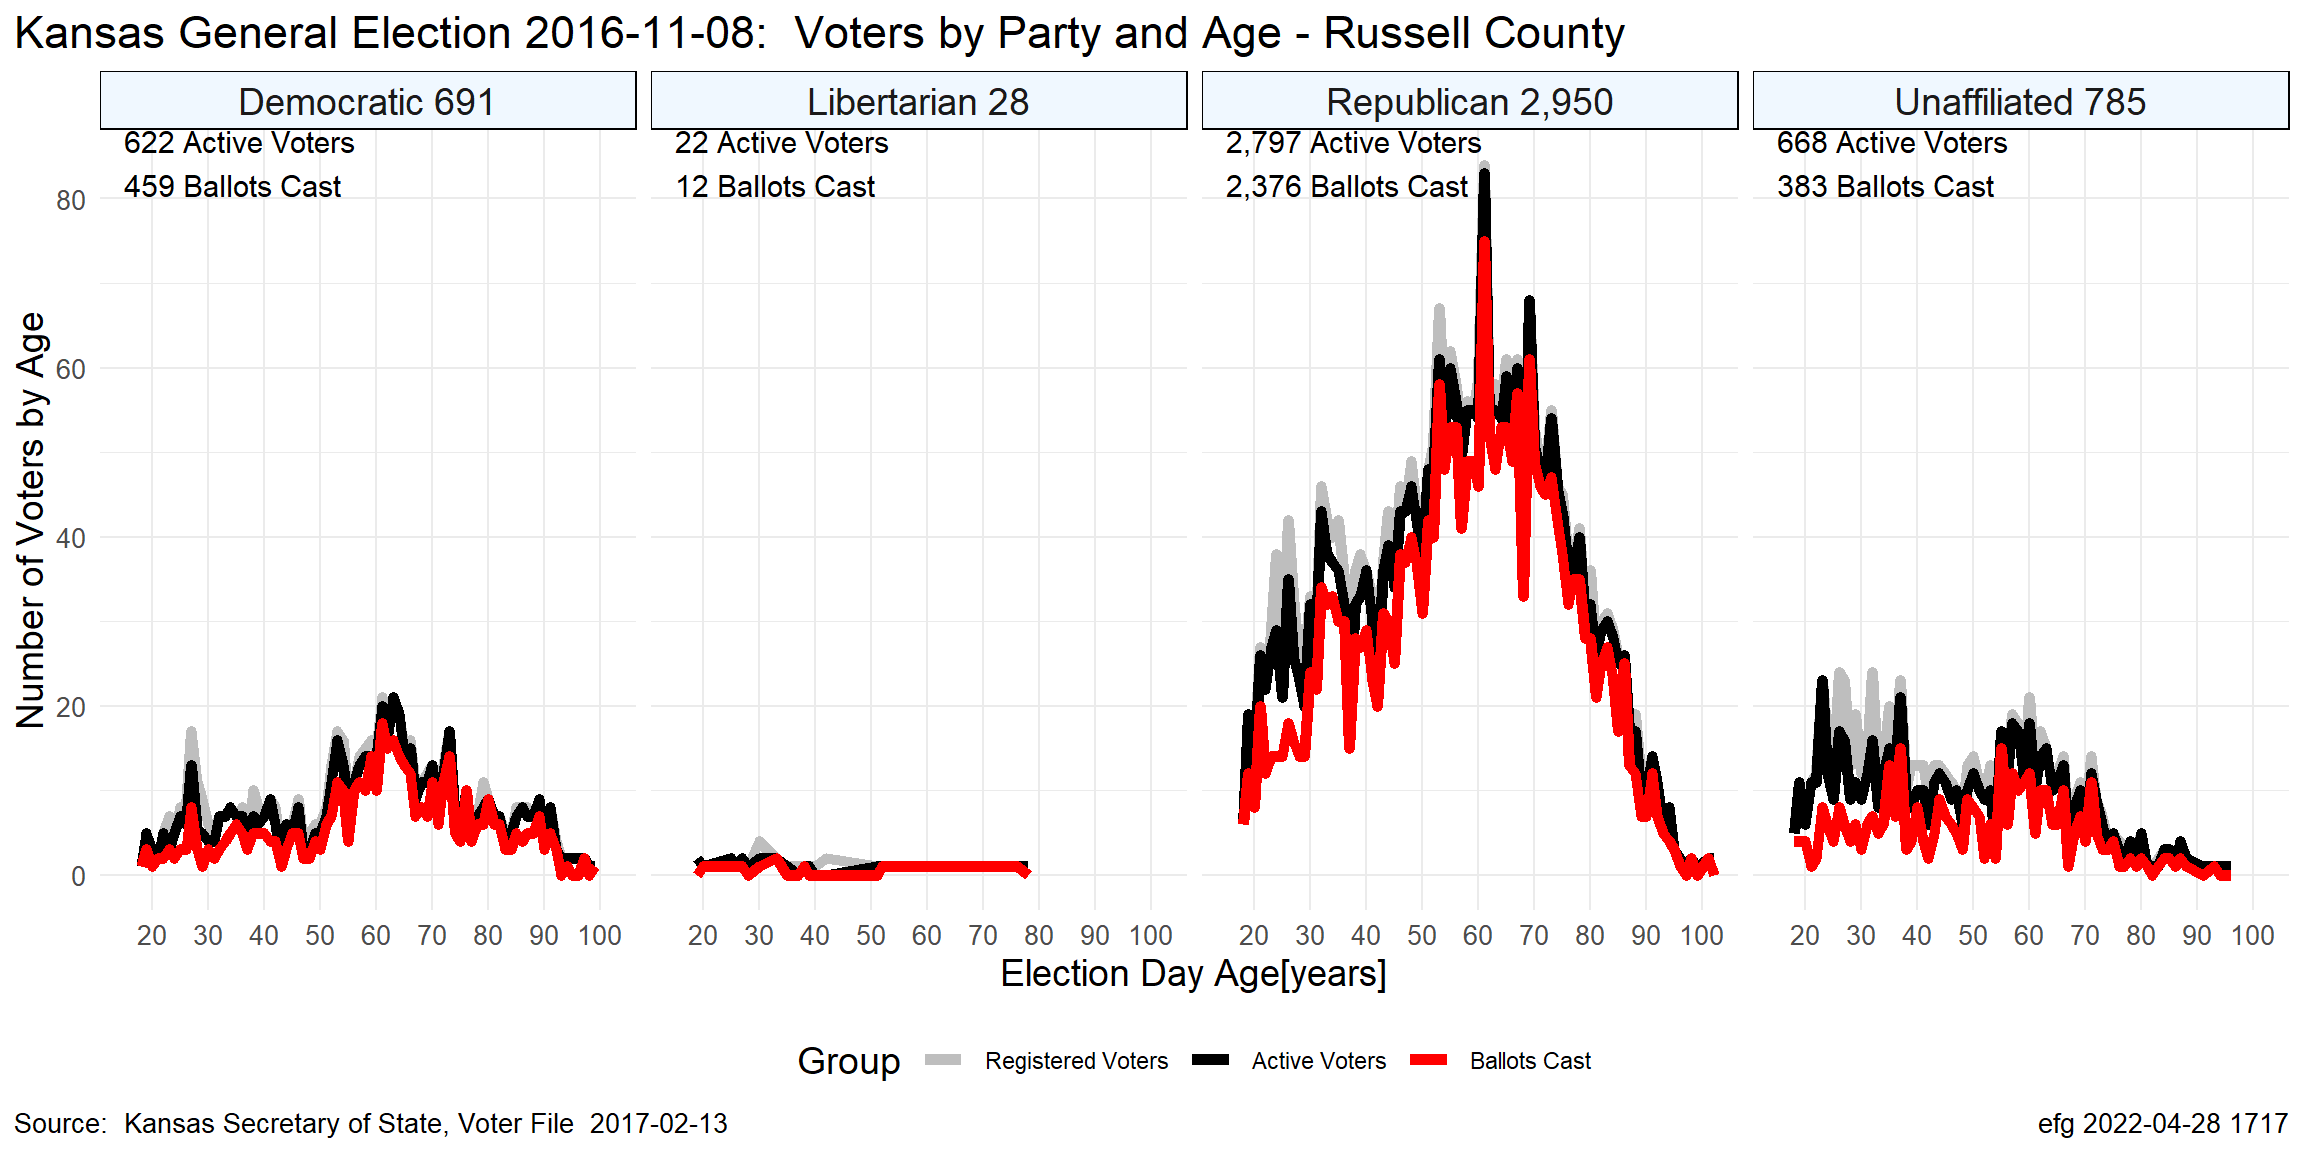 Kansas General Election 2016-11-08:  Voters by Party and Age - Russell County
Democratic 691
Libertarian 28
Republican 2,950
Unaffiliated 785
622 Active Voters
459 Ballots Cast
22 Active Voters
12 Ballots Cast
2,797 Active Voters
2,376 Ballots Cast
668 Active Voters
383 Ballots Cast
Number of Voters by Age
80
60
40
20
0
20 30 40 50 60 70 80 90 100
20 30 40 50 60 70 80 90 100
20 30 40 50 60 70 80 90 100
20 30 40 50 60 70 80 90 100
Election Day Age[years]
Group Registered Voters Active Voters Ballots Cast
Source:  Kansas Secretary of State, Voter File  2017-02-13
efg 2022-04-28 1717